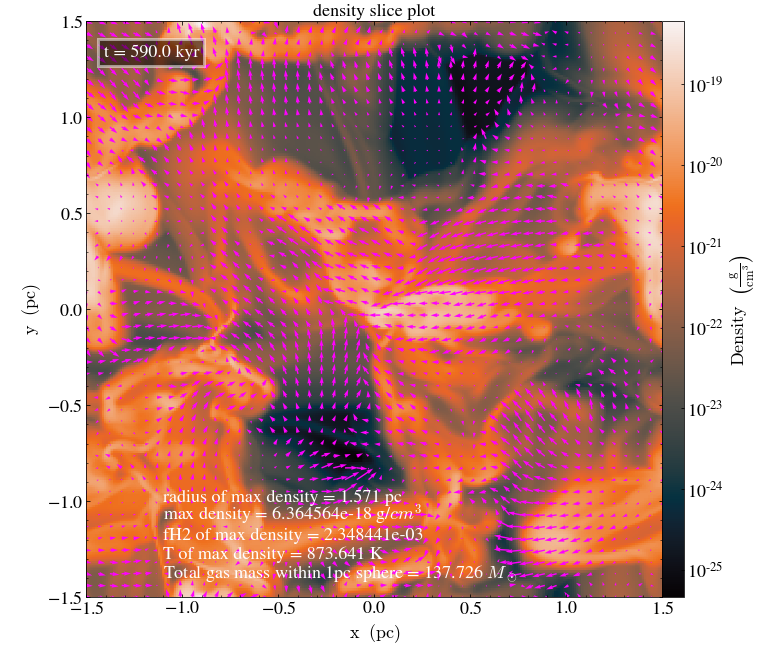 density slice plot
t = 590.0 kyr
1.5
1.0
0.5
0.0
−0.5
−1.0
−1.5
y (pc)
radius of max density = 1.571 pc
max density = 6.364564e-18 g/cm³
fH2 of max density = 2.348441e-03
T of max density = 873.641 K
Total gas mass within 1pc sphere = 137.726 M⊙
−1.5 −1.0 −0.5 0.0 0.5 1.0 1.5
x (pc)
10⁻¹⁹
10⁻²⁰
10⁻²¹
10⁻²²
10⁻²³
10⁻²⁴
10⁻²⁵
Density (g/cm³)